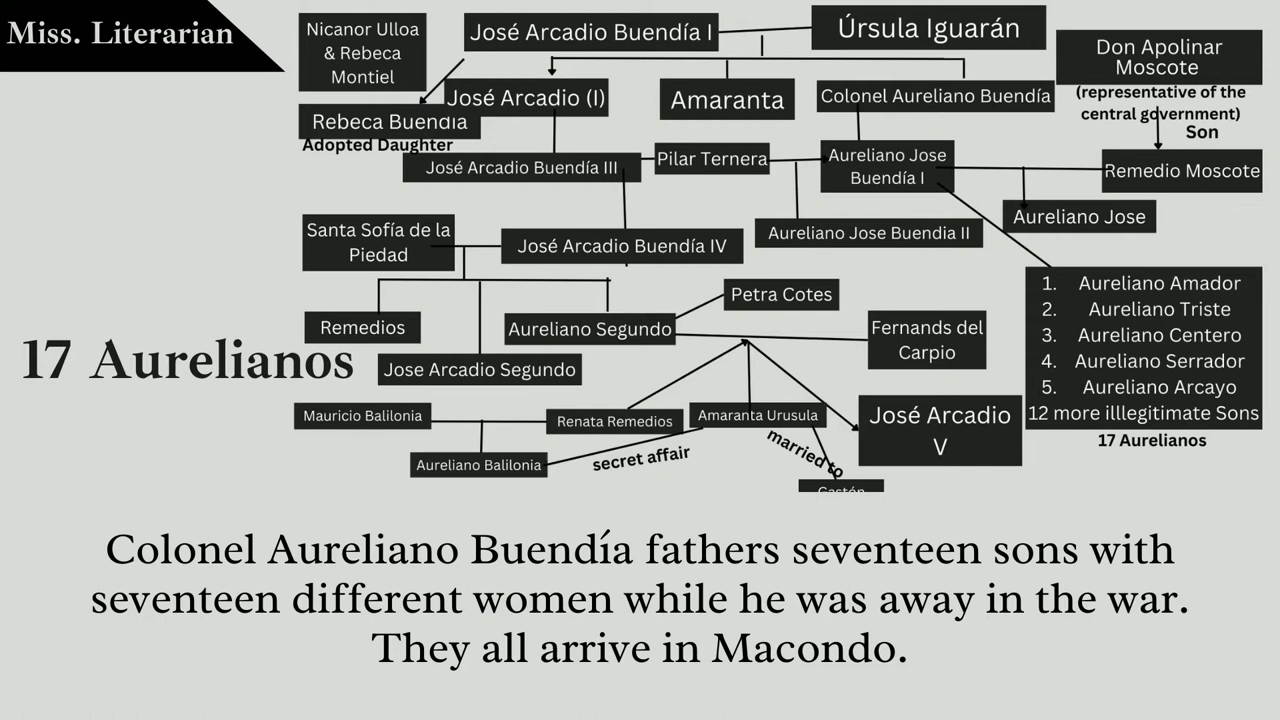 Miss. Literarian
Nicanor Ulloa
& Rebeca
Montiel
José Arcadio Buendía I
Úrsula Iguarán
Don Apolinar
Moscote
(representative of the
central government)
Son
José Arcadio (I)
Amaranta
Colonel Aureliano Buendía
Rebeca Buendia
Adopted Daughter
José Arcadio Buendía III
Pilar Ternera
Aureliano Jose
Buendía I
Remedio Moscote
Aureliano Jose
Santa Sofía de la
Piedad
José Arcadio Buendía IV
Aureliano Jose Buendia II
Petra Cotes
Remedios
Aureliano Segundo
Fernands del
Carpio
Jose Arcadio Segundo
17 Aurelianos
1. Aureliano Amador
2. Aureliano Triste
3. Aureliano Centero
4. Aureliano Serrador
5. Aureliano Arcayo
12 more illlegitimate Sons
17 Aurelianos
Mauricio Balilonia
Renata Remedios
Amaranta Urusula
José Arcadio
V
Aureliano Balilonia
secret affair
married to
Gastón
Colonel Aureliano Buendía fathers seventeen sons with
seventeen different women while he was away in the war.
They all arrive in Macondo.